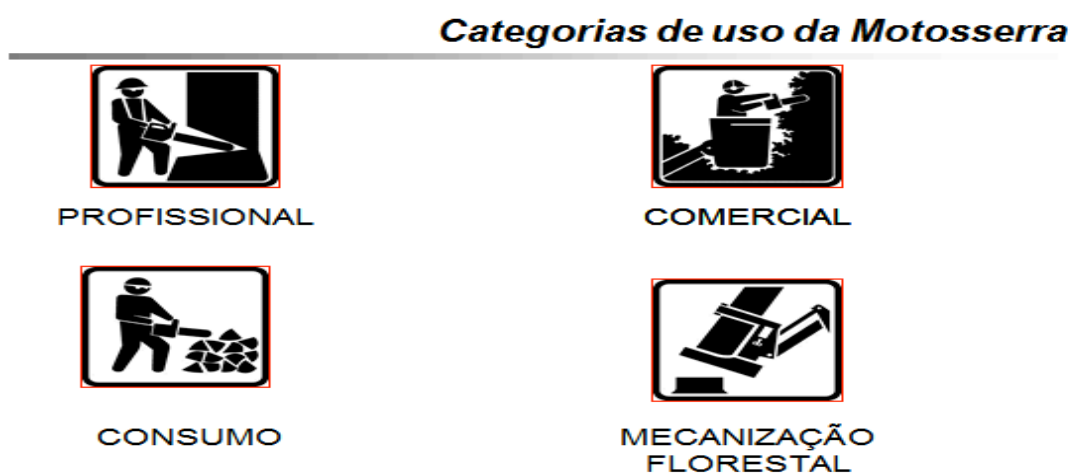 Categorias de uso da Motosserra
PROFISSIONAL
COMERCIAL
CONSUMO
MECANIZAÇÃO
FLORESTAL